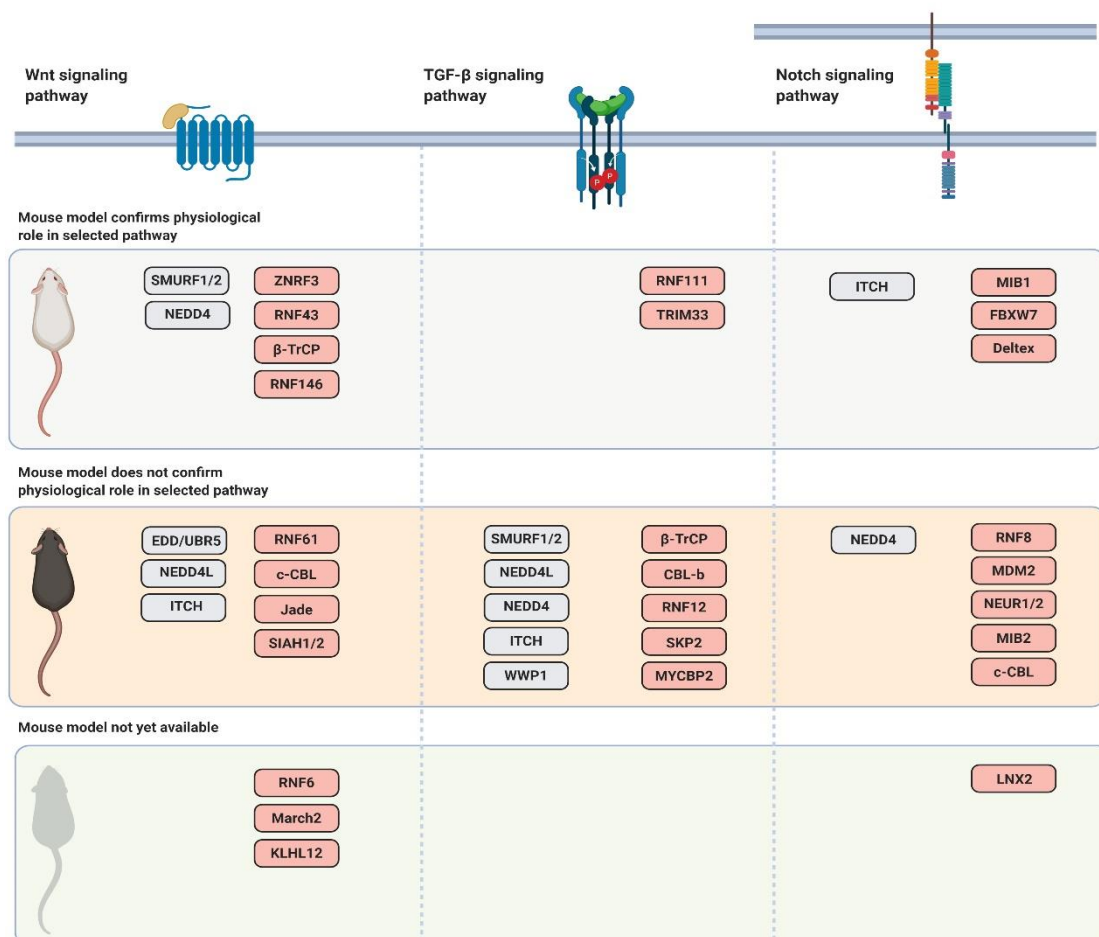 Wnt signaling
pathway
TGF-β signaling
pathway
Notch signaling
pathway
P
P
Mouse model confirms physiological
role in selected pathway
SMURF1/2
NEDD4
ZNRF3
RNF43
β-TrCP
RNF146
RNF111
TRIM33
ITCH
MIB1
FBXW7
Deltex
Mouse model does not confirm
physiological role in selected pathway
EDD/UBR5
NEDD4L
ITCH
RNF61
c-CBL
Jade
SIAH1/2
SMURF1/2
NEDD4L
NEDD4
ITCH
WWP1
β-TrCP
CBL-b
RNF12
SKP2
MYCBP2
NEDD4
RNF8
MDM2
NEUR1/2
MIB2
c-CBL
Mouse model not yet available
RNF6
March2
KLHL12
LNX2